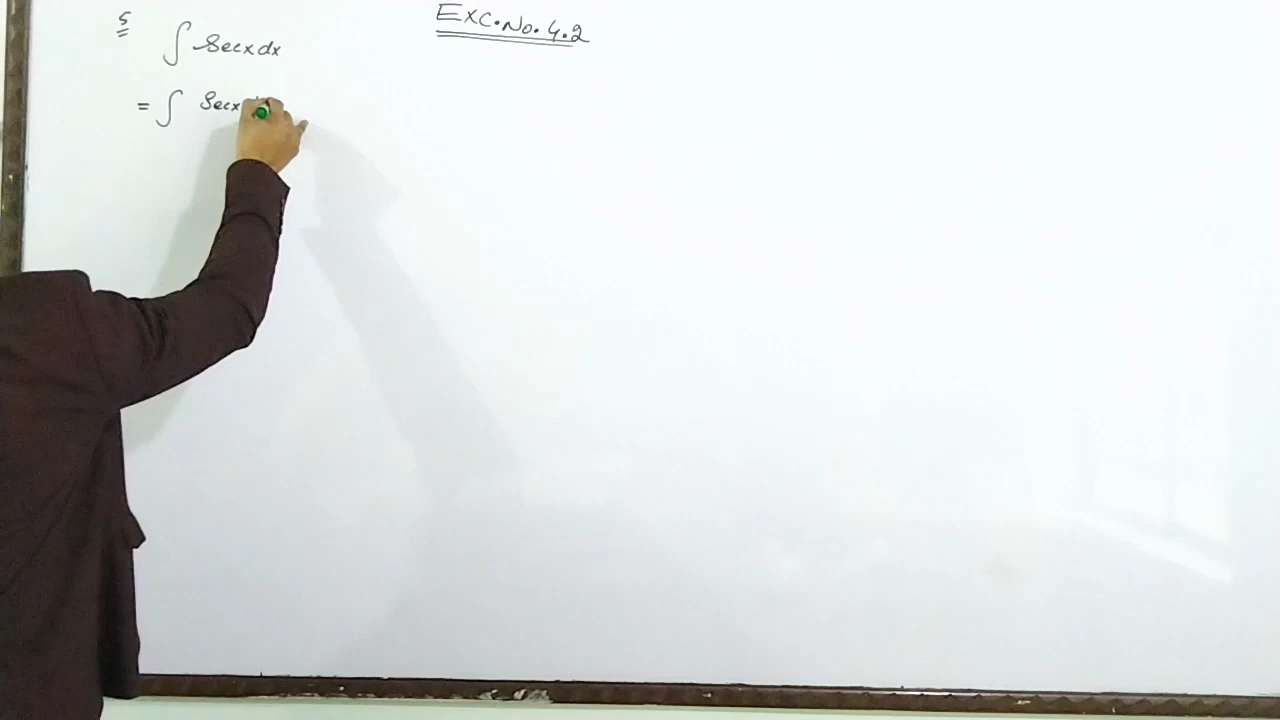 Exc.No.4.2
5
∫ Secx dx
= ∫ Secx